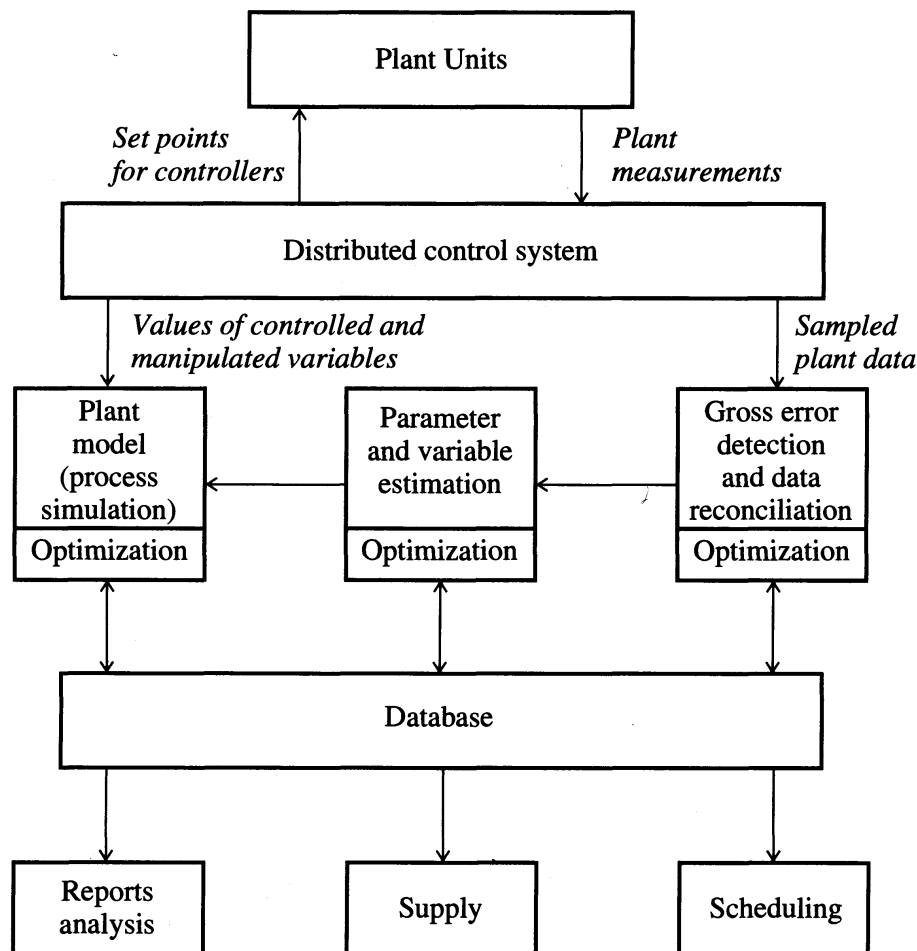 Plant Units
Set points
for controllers
Plant
measurements
Distributed control system
Values of controlled and
manipulated variables
Sampled
plant data
Plant
model
(process
simulation)
Optimization
Parameter
and variable
estimation
Optimization
Gross error
detection
and data
reconciliation
Optimization
Database
Reports
analysis
Supply
Scheduling